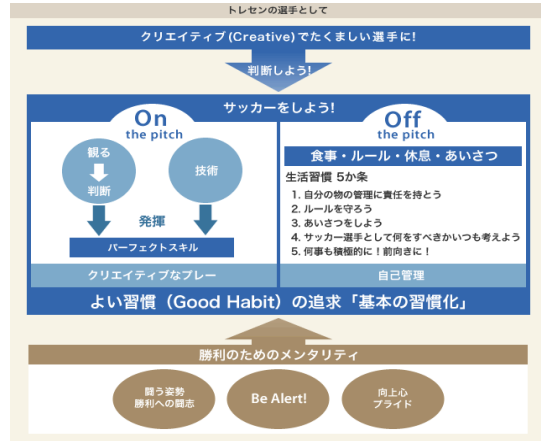 トレセンの選手として
クリエイティブ(Creative)でたくましい選手に!
判断しよう!
サッカーをしよう!
On
the pitch
観る
判断
技術
発揮
パーフェクトスキル
クリエイティブなプレー
Off
the pitch
食事・ルール・休息・あいさつ
生活習慣 5か条
1. 自分の物の管理に責任を持とう
2. ルールを守ろう
3. あいさつをしよう
4. サッカー選手として何をすべきかいつも考えよう
5. 何事も積極的に!前向きに!
自己管理
よい習慣(Good Habit)の追求「基本の習慣化」
勝利のためのメンタリティ
闘う姿勢
勝利への闘志
Be Alert!
向上心
プライド